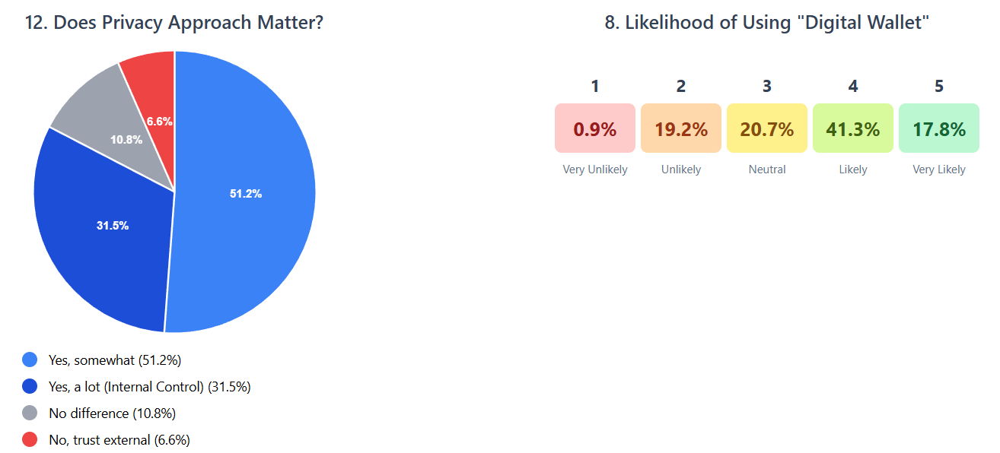 12. Does Privacy Approach Matter?
6.6%
10.8%
51.2%
31.5%
Yes, somewhat (51.2%)
Yes, a lot (Internal Control) (31.5%)
No difference (10.8%)
No, trust external (6.6%)
8. Likelihood of Using "Digital Wallet"
1 2 3 4 5
0.9% 19.2% 20.7% 41.3% 17.8%
Very Unlikely Unlikely Neutral Likely Very Likely